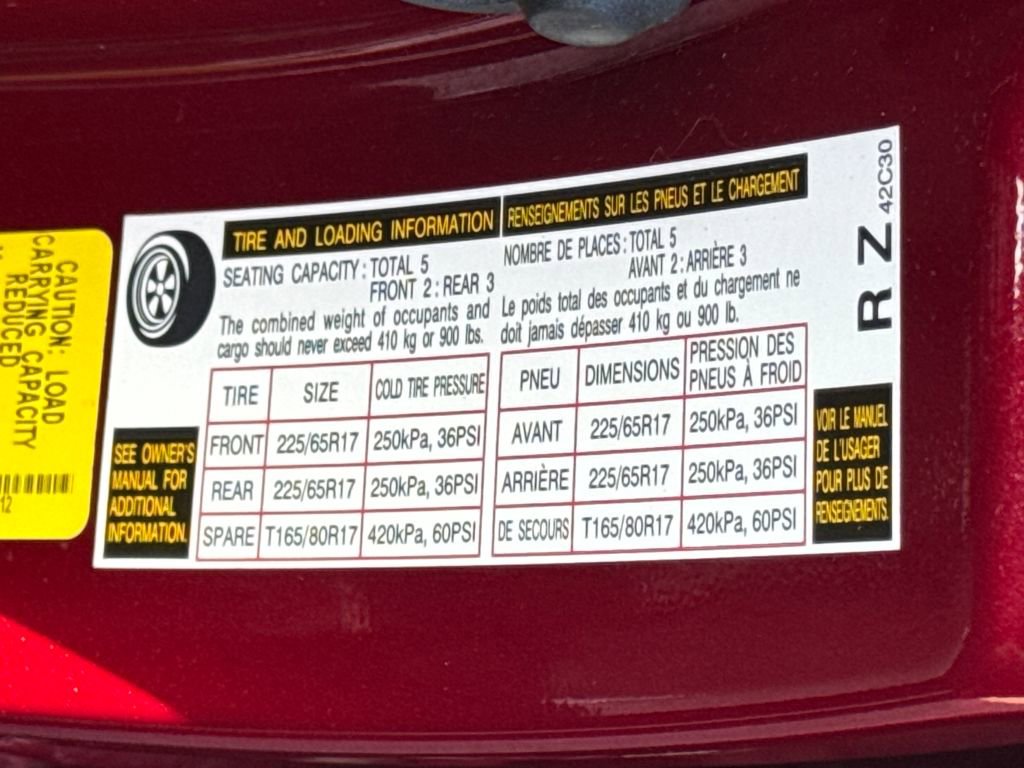 CAUTION: LOAD
CARRYING CAPACITY
REDUCED
12
TIRE AND LOADING INFORMATION
SEATING CAPACITY: TOTAL 5
FRONT 2: REAR 3
The combined weight of occupants and
cargo should never exceed 410 kg or 900 lbs.
TIRE SIZE COLD TIRE PRESSURE
FRONT 225/65R17 250kPa, 36PSI
REAR 225/65R17 250kPa, 36PSI
SPARE T165/80R17 420kPa, 60PSI
SEE OWNER'S
MANUAL FOR
ADDITIONAL
INFORMATION.
RENSEIGNEMENTS SUR LES PNEUS ET LE CHARGEMENT
NOMBRE DE PLACES: TOTAL 5
AVANT 2: ARRIÈRE 3
Le poids total des occupants et du chargement ne
doit jamais dépasser 410 kg ou 900 lb.
PNEU DIMENSIONS PRESSION DES
PNEUS À FROID
AVANT 225/65R17 250kPa, 36PSI
ARRIÈRE 225/65R17 250kPa, 36PSI
DE SECOURS T165/80R17 420kPa, 60PSI
VOIR LE MANUEL
DE L'USAGER
POUR PLUS DE
RENSEIGNEMENTS.
R Z 42C30